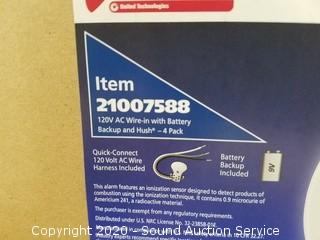 United Technologies
Item
21007588
120V AC Wire-in with Battery
Backup and Hush® – 4 Pack
Quick-Connect
120 Volt AC Wire
Harness Included
Battery
Backup
Included
9V
This alarm features an ionization sensor designed to detect products of
combustion using the ionization technique, it contains 0.9 microcurie of
Americium 241, a radioactive material.
The purchaser is exempt from any regulatory requirements.
Distributed under U.S. NRC License No.
Copyright 2020 - Sound Auction Service